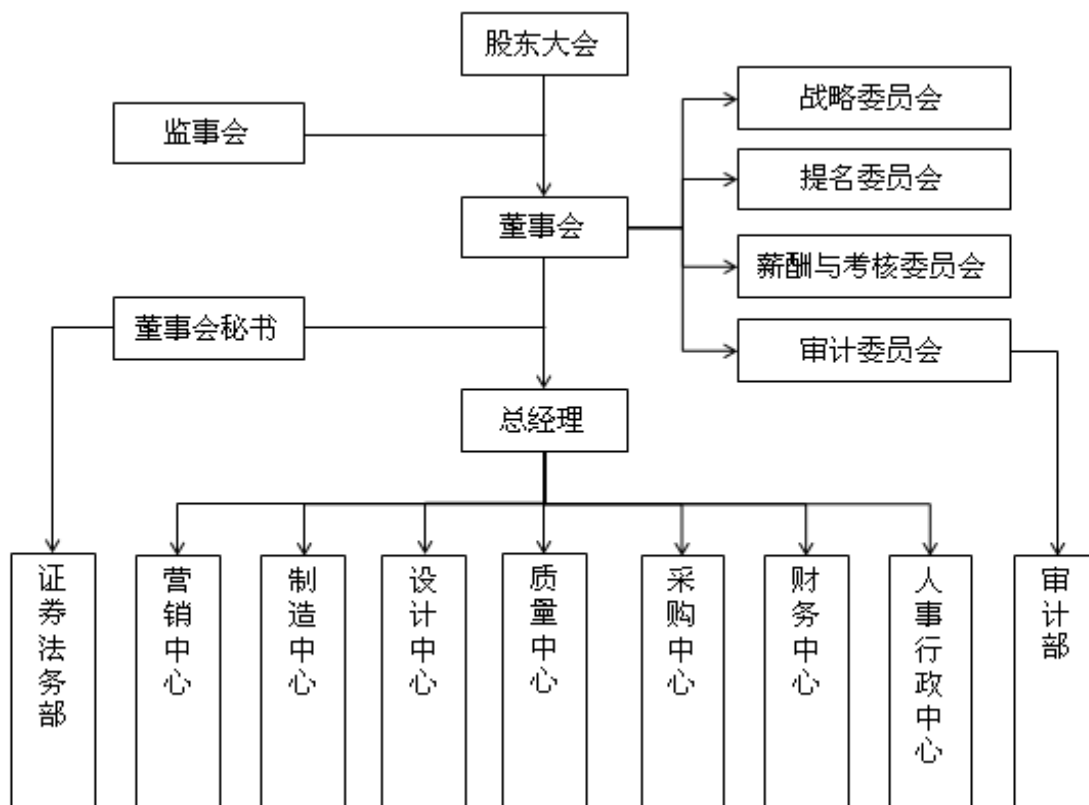 股东大会
战略委员会
监事会
提名委员会
董事会
薪酬与考核委员会
董事会秘书
审计委员会
总经理
证券法务部
营销中心
制造中心
设计中心
质量中心
采购中心
财务中心
人事行政中心
审计部